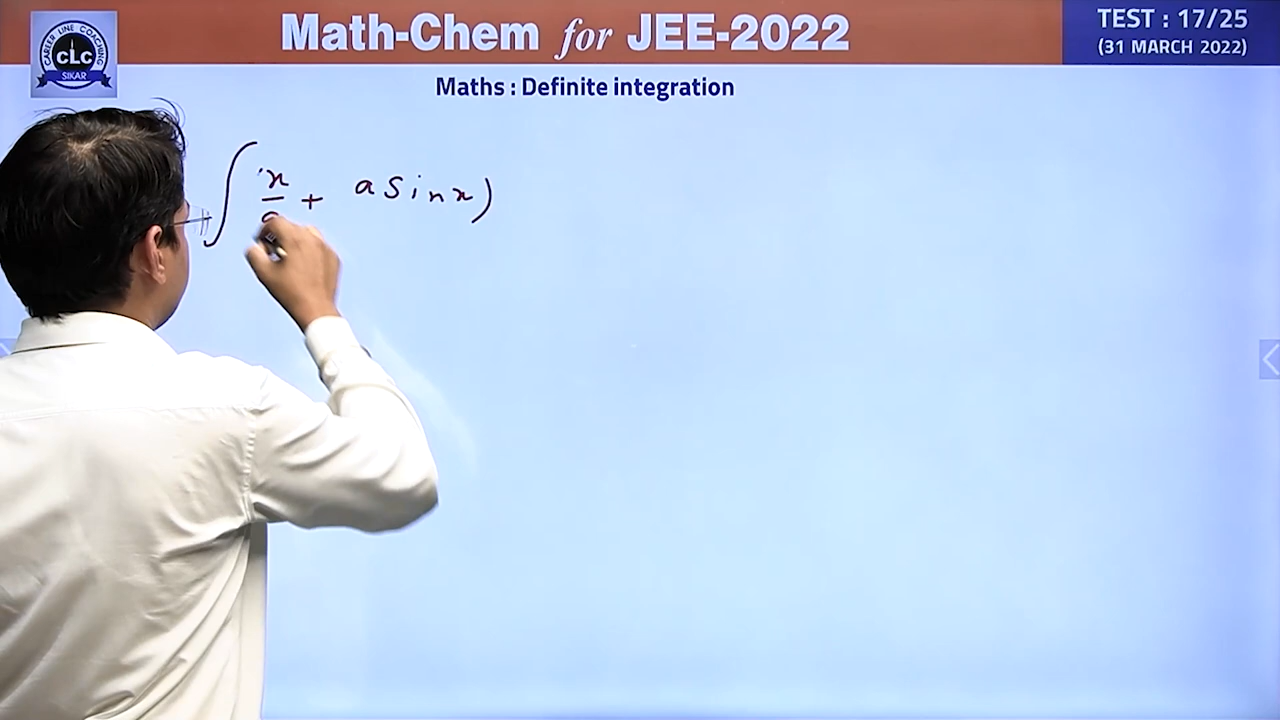 CAREER LINE COACHING
CLC
SIKAR
Math-Chem for JEE-2022
TEST : 17/25
(31 MARCH 2022)
Maths : Definite integration
∫ x/ + a sin x)